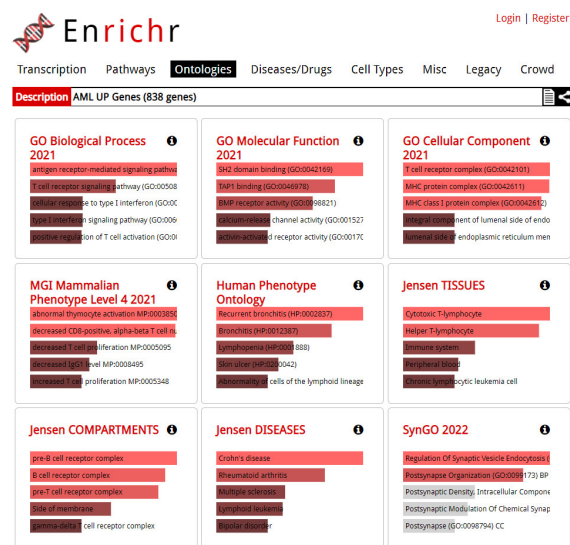 Enrichr
Login | Register
Transcription Pathways Ontologies Diseases/Drugs Cell Types Misc Legacy Crowd
Description AML UP Genes (838 genes)
GO Biological Process
2021
antigen receptor-mediated signaling pathwa
T cell receptor signaling pathway (GO:00508
cellular response to type I interferon (GO:00
type I interferon signaling pathway (GO:006
positive regulation of T cell activation (GO:00
GO Molecular Function
2021
SH2 domain binding (GO:0042169)
TAP1 binding (GO:0046978)
BMP receptor activity (GO:0098821)
calcium-release channel activity (GO:001527
activin-activated receptor activity (GO:00170
GO Cellular Component
2021
T cell receptor complex (GO:0042101)
MHC protein complex (GO:0042611)
MHC class I protein complex (GO:0042612)
integral component of lumenal side of endo
lumenal side of endoplasmic reticulum men
MGI Mammalian
Phenotype Level 4 2021
abnormal thymocyte activation MP:0003850
decreased CD8-positive, alpha-beta T cell nu
decreased T cell proliferation MP:0005095
decreased IgG1 level MP:0008495
increased T cell proliferation MP:0005348
Human Phenotype
Ontology
Recurrent bronchitis (HP:0002837)
Bronchitis (HP:0012387)
Lymphopenia (HP:0001888)
Skin ulcer (HP:0200042)
Abnormality of cells of the lymphoid lineage
Jensen TISSUES
Cytotoxic T-lymphocyte
Helper T-lymphocyte
Immune system
Peripheral blood
Chronic lymphocytic leukemia cell
Jensen COMPARTMENTS
pre-B cell receptor complex
B cell receptor complex
pre-T cell receptor complex
Side of membrane
gamma-delta T cell receptor complex
Jensen DISEASES
Crohn's disease
Rheumatoid arthritis
Multiple sclerosis
Lymphoid leukemia
Bipolar disorder
SynGO 2022
Regulation Of Synaptic Vesicle Endocytosis (
Postsynapse Organization (GO:0099173) BP
Postsynaptic Density, Intracellular Compone
Postsynaptic Modulation Of Chemical Synap
Postsynapse (GO:0098794) CC